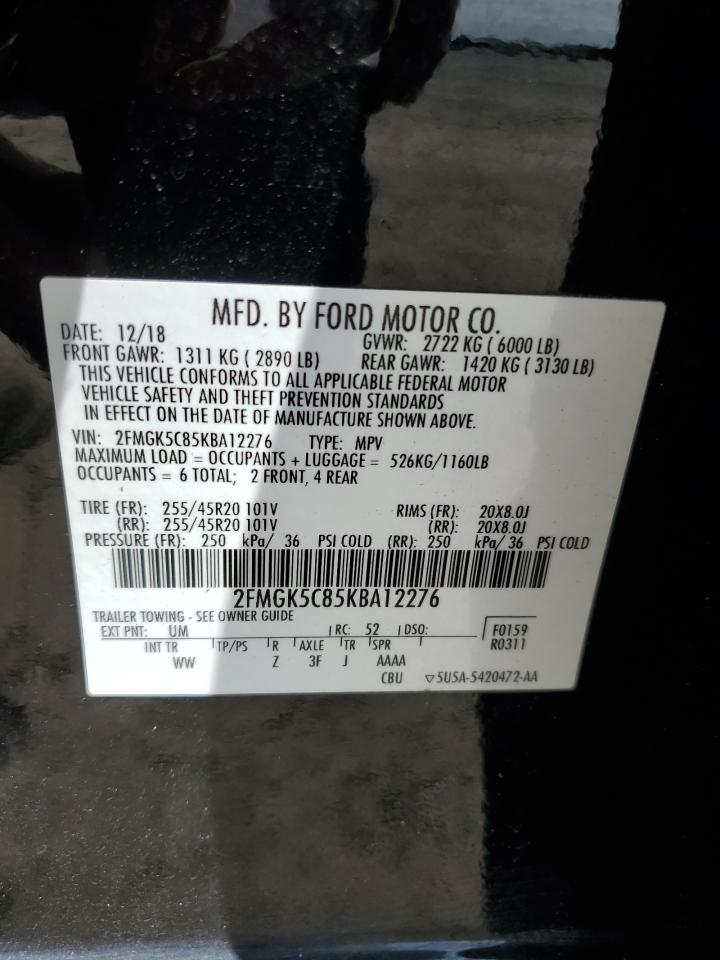 MFD. BY FORD MOTOR CO.
DATE: 12/18 GVWR: 2722 KG ( 6000 LB)
FRONT GAWR: 1311 KG ( 2890 LB) REAR GAWR: 1420 KG ( 3130 LB)
THIS VEHICLE CONFORMS TO ALL APPLICABLE FEDERAL MOTOR
VEHICLE SAFETY AND THEFT PREVENTION STANDARDS
IN EFFECT ON THE DATE OF MANUFACTURE SHOWN ABOVE.
VIN: 2FMGK5C85KBA12276 TYPE: MPV
MAXIMUM LOAD = OCCUPANTS + LUGGAGE = 526KG/1160LB
OCCUPANTS = 6 TOTAL; 2 FRONT, 4 REAR
TIRE (FR): 255/45R20 101V RIMS (FR): 20X8.0J
(RR): 255/45R20 101V (RR): 20X8.0J
PRESSURE (FR): 250 kPa/ 36 PSI COLD (RR): 250 kPa/ 36 PSI COLD
2FMGK5C85KBA12276
TRAILER TOWING - SEE OWNER GUIDE
EXT PNT: UM RC: 52 DSO: F0159
INT TR TP/PS R AXLE TR SPR R0311
WW Z 3F J AAAA
CBU ▽5U5A-5420472-AA